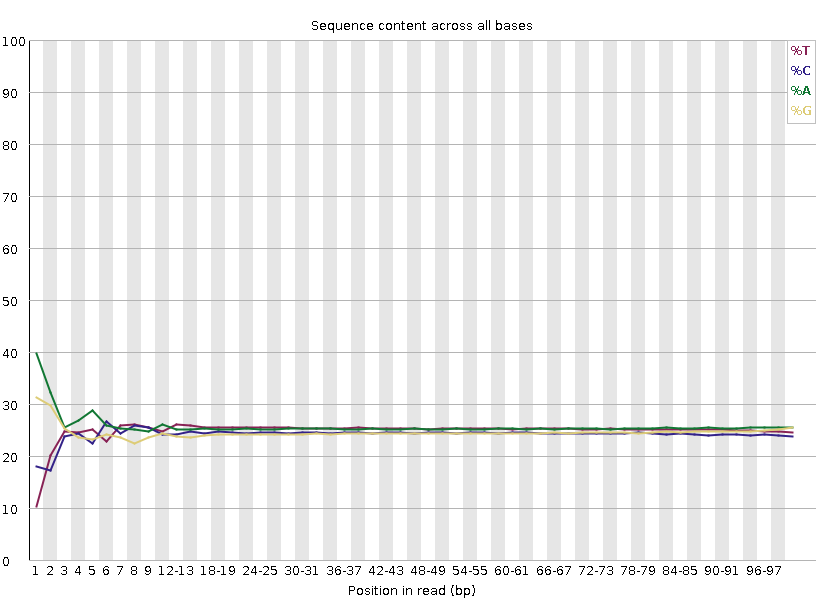 Sequence content across all bases
100
90
80
70
60
50
40
30
20
10
0
%T
%C
%A
%G
1 2 3 4 5 6 7 8 9 12-13 18-19 24-25 30-31 36-37 42-43 48-49 54-55 60-61 66-67 72-73 78-79 84-85 90-91 96-97
Position in read (bp)